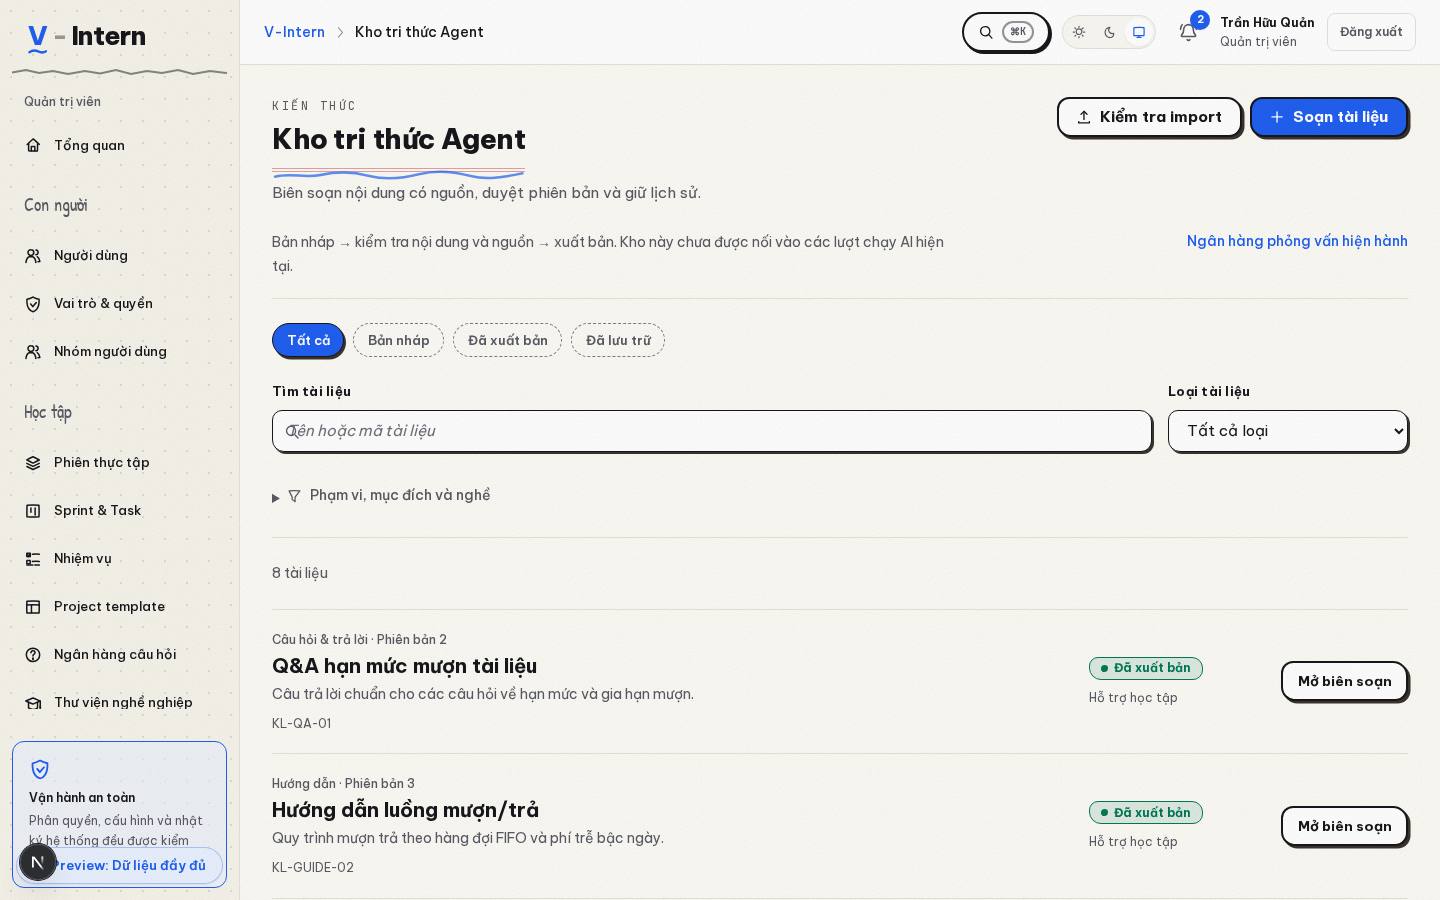 V - Intern
Quản trị viên
Tổng quan
Con người
Người dùng
Vai trò & quyền
Nhóm người dùng
Học tập
Phiên thực tập
Sprint & Task
Nhiệm vụ
Project template
Ngân hàng câu hỏi
Thư viện nghề nghiệp
Vận hành an toàn
Phân quyền, cấu hình và nhật
ký hệ thống đều được kiểm
N
review: Dữ liệu đầy đủ
V-Intern
Kho tri thức Agent
⌘K
2
Trần Hữu Quản
Quản trị viên
Đăng xuất
KIẾN THỨC
Kho tri thức Agent
Biên soạn nội dung có nguồn, duyệt phiên bản và giữ lịch sử.
Kiểm tra import
Soạn tài liệu
Bản nháp → kiểm tra nội dung và nguồn → xuất bản. Kho này chưa được nối vào các lượt chạy AI hiện
tại.
Ngân hàng phỏng vấn hiện hành
Tất cả
Bản nháp
Đã xuất bản
Đã lưu trữ
Tìm tài liệu
Tên hoặc mã tài liệu
Loại tài liệu
Tất cả loại
Phạm vi, mục đích và nghề
8 tài liệu
Câu hỏi & trả lời · Phiên bản 2
Q&A hạn mức mượn tài liệu
Câu trả lời chuẩn cho các câu hỏi về hạn mức và gia hạn mượn.
KL-QA-01
Đã xuất bản
Hỗ trợ học tập
Mở biên soạn
Hướng dẫn · Phiên bản 3
Hướng dẫn luồng mượn/trả
Quy trình mượn trả theo hàng đợi FIFO và phí trễ bậc ngày.
KL-GUIDE-02
Đã xuất bản
Hỗ trợ học tập
Mở biên soạn